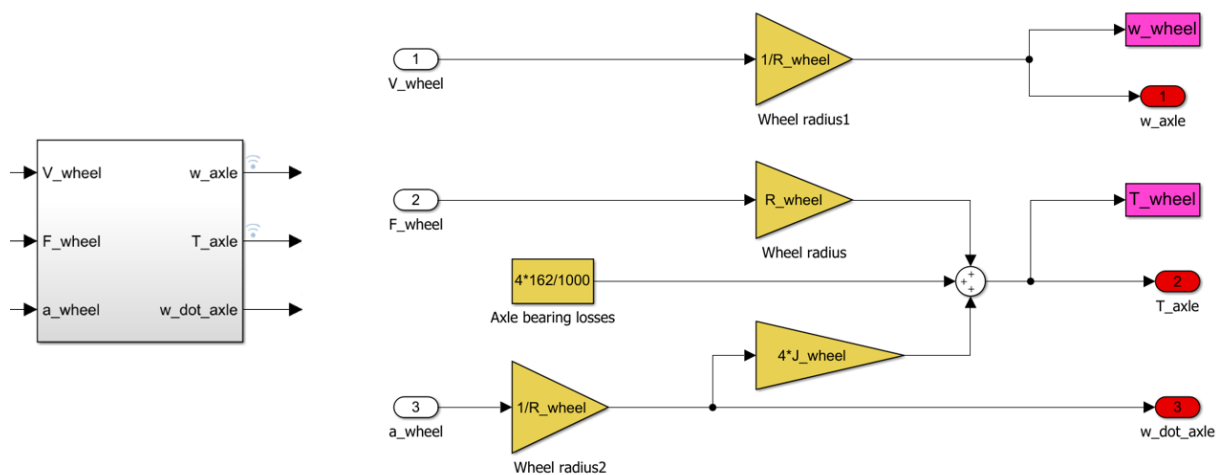 V_wheel
w_axle
F_wheel
T_axle
a_wheel
w_dot_axle
1
V_wheel
1/R_wheel
Wheel radius1
w_wheel
1
w_axle
2
F_wheel
R_wheel
Wheel radius
T_wheel
4*162/1000
Axle bearing losses
+
+
+
2
T_axle
4*J_wheel
3
a_wheel
1/R_wheel
Wheel radius2
3
w_dot_axle